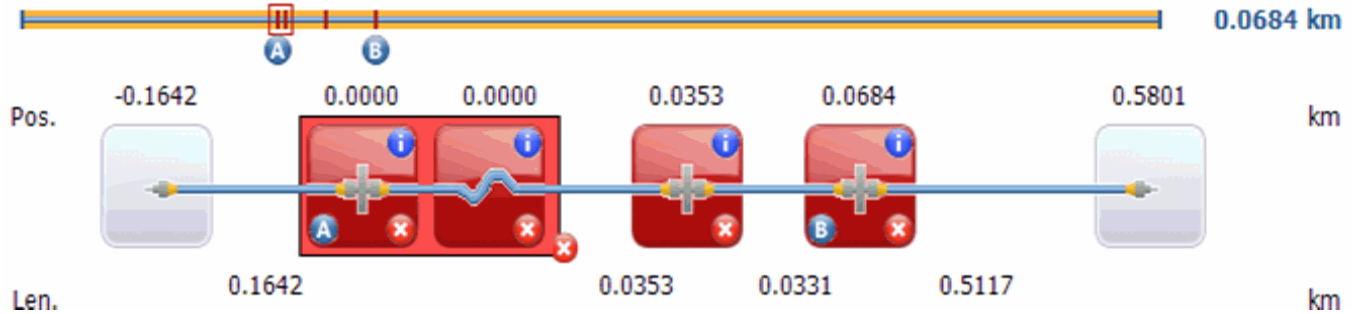 0.0684 km
A B
-0.1642 0.0000 0.0000 0.0353 0.0684 0.5801
Pos. km
i i i i
A B
0.1642 0.0353 0.0331 0.5117
Len. km